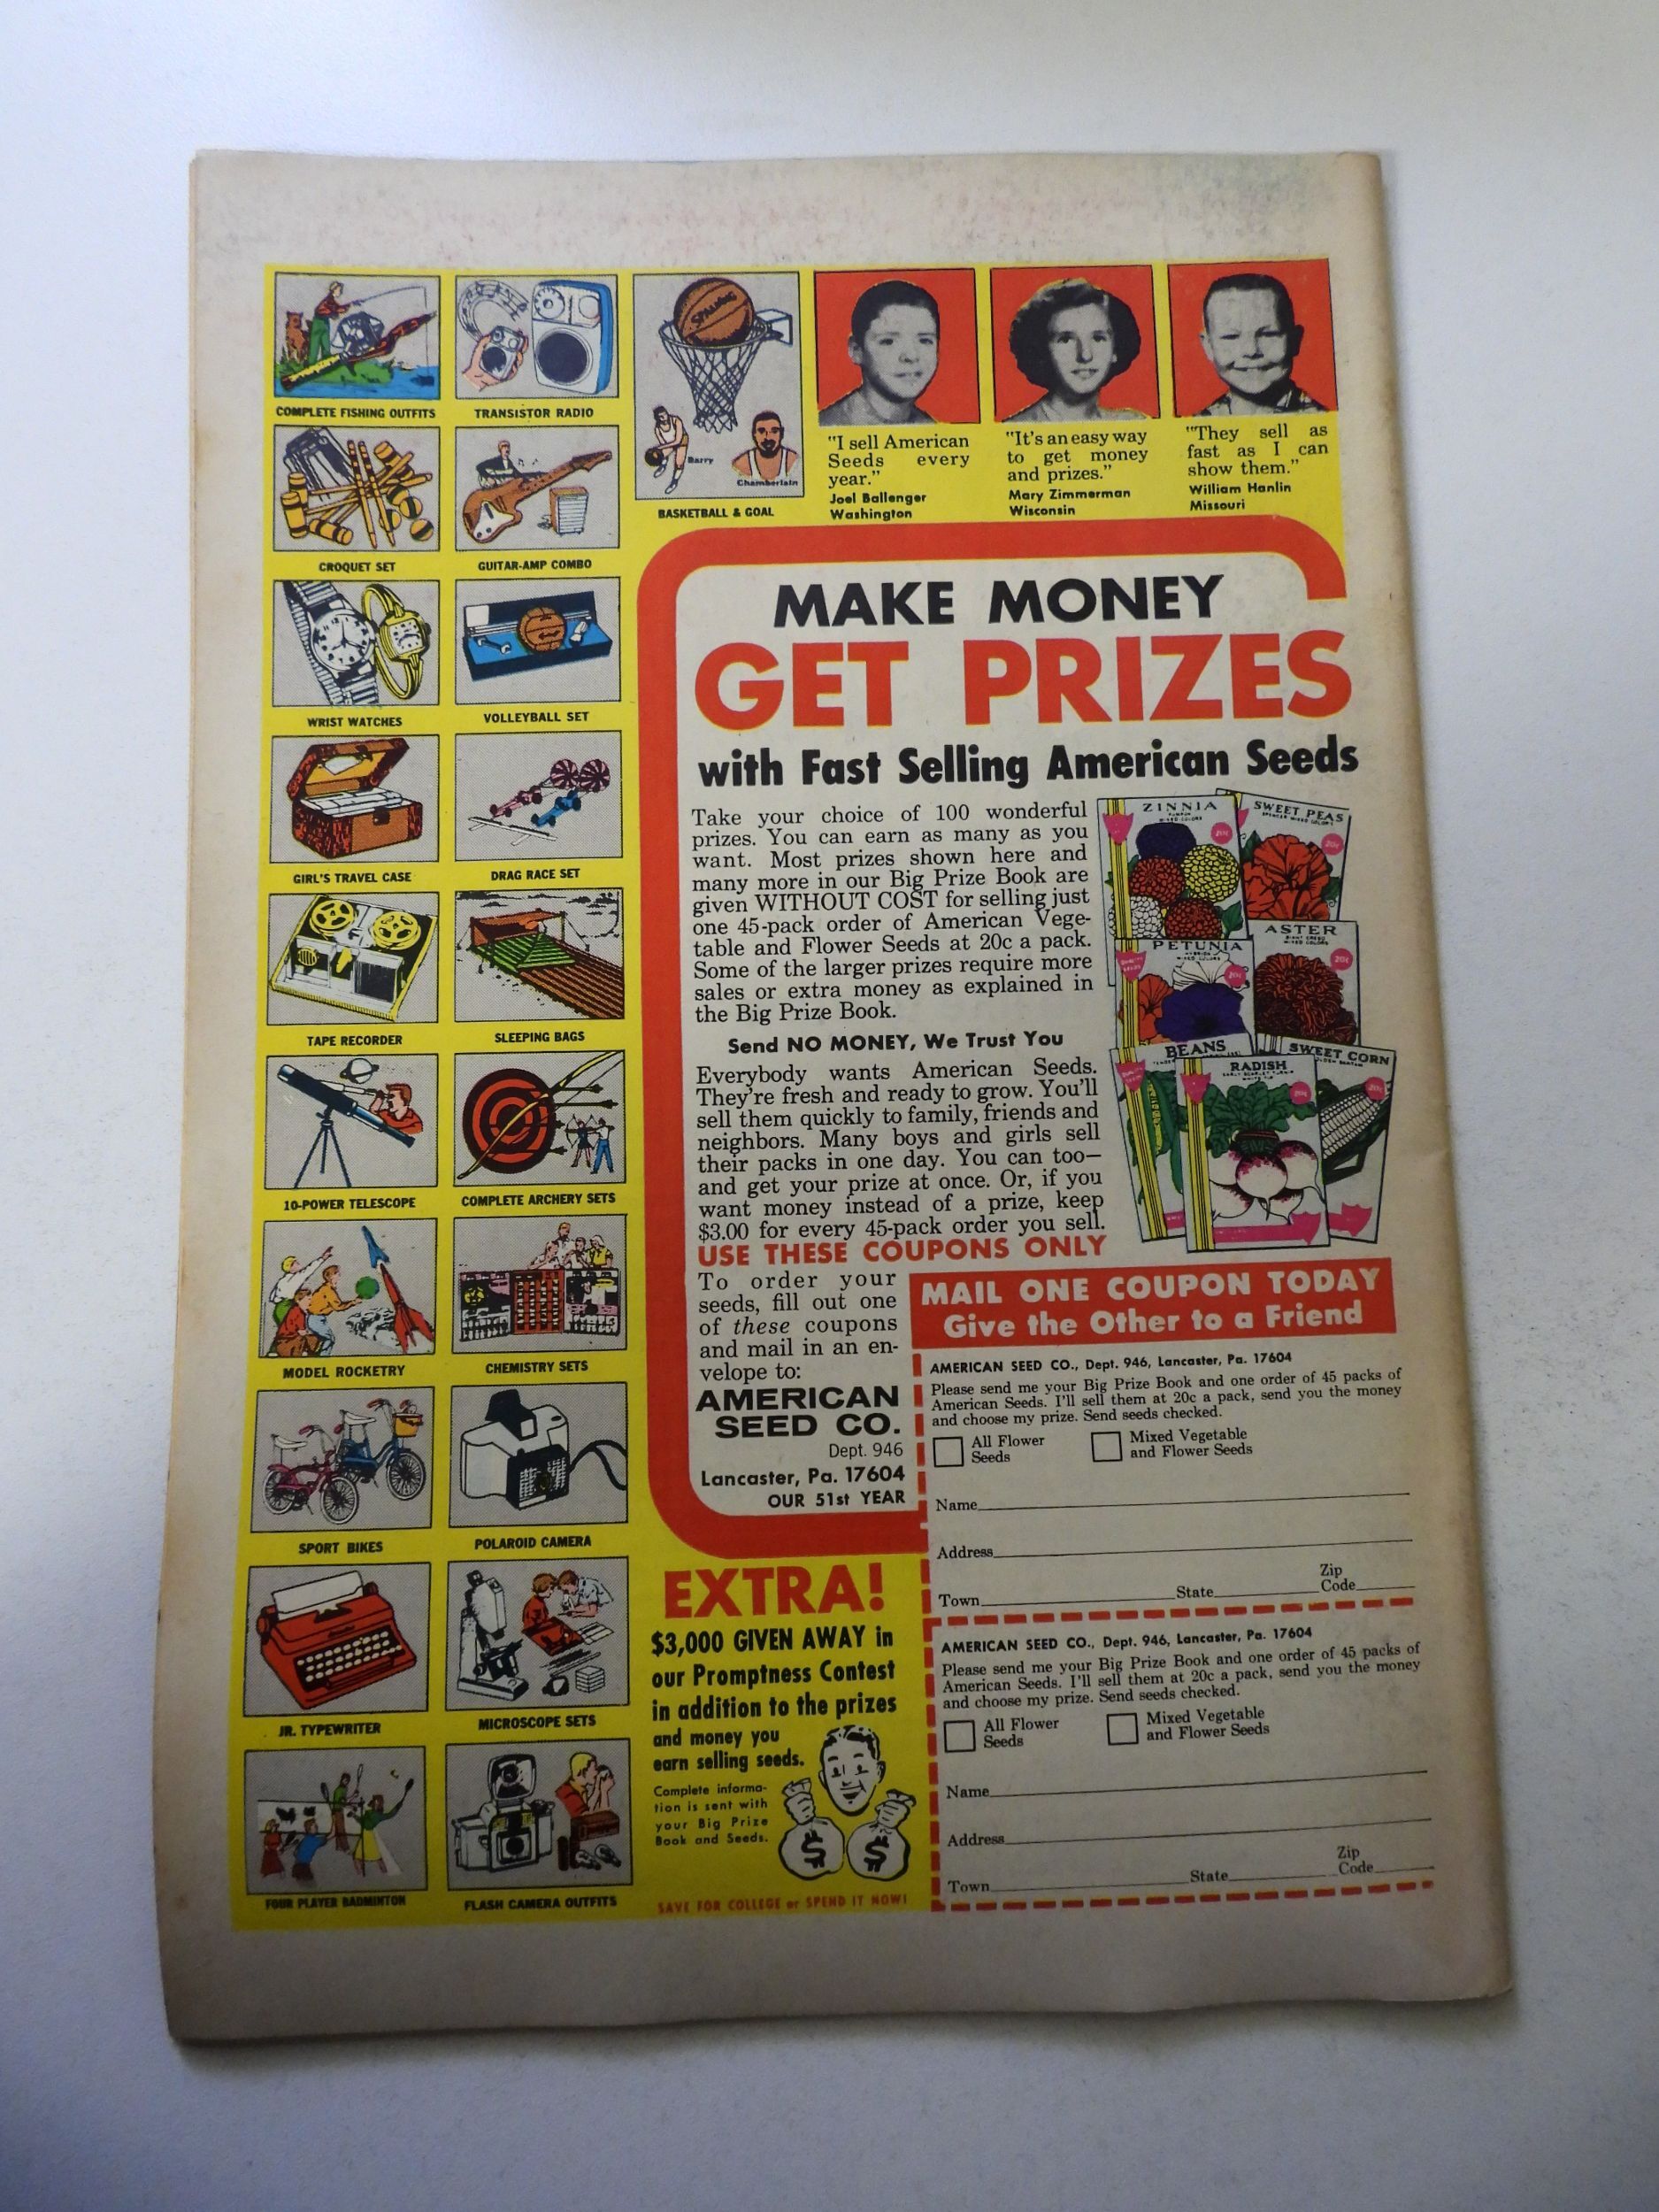 COMPLETE FISHING OUTFITS
TRANSISTOR RADIO
CROQUET SET
GUITAR-AMP COMBO
WRIST WATCHES
VOLLEYBALL SET
GIRL'S TRAVEL CASE
DRAG RACE SET
TAPE RECORDER
SLEEPING BAGS
10-POWER TELESCOPE
COMPLETE ARCHERY SETS
MODEL ROCKETRY
CHEMISTRY SETS
SPORT BIKES
POLAROID CAMERA
JR. TYPEWRITER
MICROSCOPE SETS
FOUR PLAYER BADMINTON
FLASH CAMERA OUTFITS
SPALDING
Barry
Chamberlain
BASKETBALL & GOAL
"I sell American
Seeds every
year."
Joel Ballenger
Washington
"It's an easy way
to get money
and prizes."
Mary Zimmerman
Wisconsin
"They sell as
fast as I can
show them."
William Hanlin
Missouri
MAKE MONEY
GET PRIZES
with Fast Selling American Seeds
Take your choice of 100 wonderful
prizes. You can earn as many as you
want. Most prizes shown here and
many more in our Big Prize Book are
given WITHOUT COST for selling just
one 45-pack order of American Vege-
table and Flower Seeds at 20c a pack.
Some of the larger prizes require more
sales or extra money as explained in
the Big Prize Book.
Send NO MONEY, We Trust You
Everybody wants American Seeds.
They're fresh and ready to grow. You'll
sell them quickly to family, friends and
neighbors. Many boys and girls sell
their packs in one day. You can too—
and get your prize at once. Or, if you
want money instead of a prize, keep
$3.00 for every 45-pack order you sell.
ZINNIA
MIXED COLORS
20c
SWEET PEAS
SPENCER MIXED COLORS
20c
PETUNIA
MIXED COLORS
20c
ASTER
MIXED COLORS
20c
BEANS
RADISH
20c
SWEET CORN
20c
USE THESE COUPONS ONLY
To order your
seeds, fill out one
of these coupons
and mail in an en-
velope to:
AMERICAN
SEED CO.
Dept. 946
Lancaster, Pa. 17604
OUR 51st YEAR
MAIL ONE COUPON TODAY
Give the Other to a Friend
AMERICAN SEED CO., Dept. 946, Lancaster, Pa. 17604
Please send me your Big Prize Book and one order of 45 packs of
American Seeds. I'll sell them at 20c a pack, send you the money
and choose my prize. Send seeds checked.
All Flower
Seeds
Mixed Vegetable
and Flower Seeds
Name
Address
Town State Zip
Code
AMERICAN SEED CO., Dept. 946, Lancaster, Pa. 17604
Please send me your Big Prize Book and one order of 45 packs of
American Seeds. I'll sell them at 20c a pack, send you the money
and choose my prize. Send seeds checked.
All Flower
Seeds
Mixed Vegetable
and Flower Seeds
Name
Address
Town State Zip
Code
EXTRA!
$3,000 GIVEN AWAY in
our Promptness Contest
in addition to the prizes
and money you
earn selling seeds.
Complete informa-
tion is sent with
your Big Prize
Book and Seeds.
$ $
SAVE FOR COLLEGE or SPEND IT NOW!